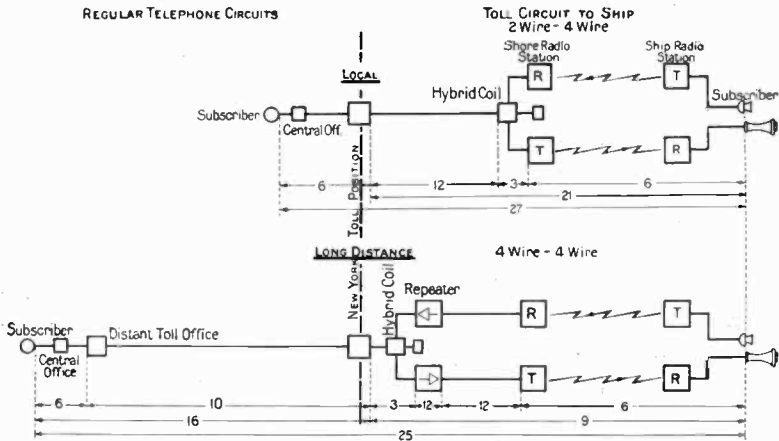 REGULAR TELEPHONE CIRCUITS
TOLL CIRCUIT TO SHIP
2 Wire - 4 Wire
Shore Radio
Station
Ship Radio
Station
R
T
LOCAL
Hybrid Coil
Subscriber
Subscriber
Central Off.
T
R
6
12
3
6
21
27
NEW YORK TOLL POSITION
LONG DISTANCE
4 Wire - 4 Wire
Hybrid Coil
Repeater
R
T
Subscriber
Distant Toll Office
Central
Office
T
R
6
10
3
12
12
6
16
9
25